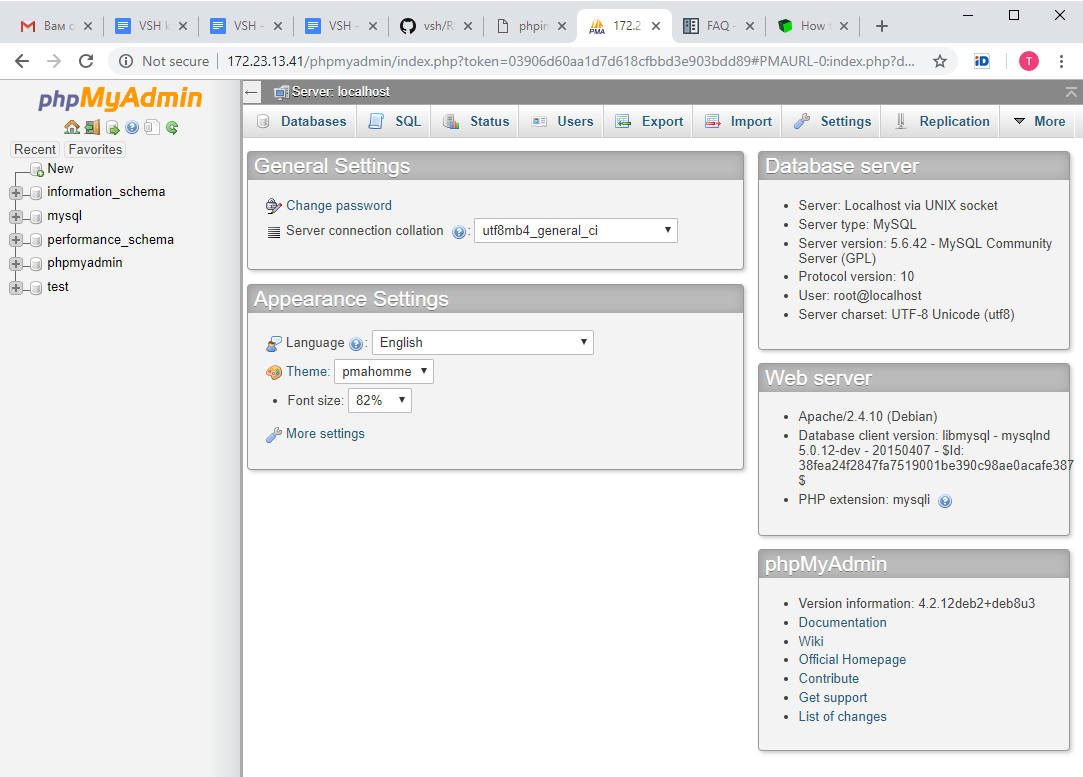 Вам с
VSH k
VSH -
VSH -
vsh/R
phpin
172.2
FAQ -
How t
Not secure 172.23.13.41/phpmyadmin/index.php?token=03906d60aa1d7d618cfbbd3e903bdd89#PMAURL-0:index.php?d...
iD
T
phpMyAdmin
Recent Favorites
New
information_schema
mysql
performance_schema
phpmyadmin
test
Server: localhost
Databases SQL Status Users Export Import Settings Replication More
General Settings
Change password
Server connection collation : utf8mb4_general_ci
Appearance Settings
Language : English
Theme: pmahomme
Font size: 82%
More settings
Database server
Server: Localhost via UNIX socket
Server type: MySQL
Server version: 5.6.42 - MySQL Community
Server (GPL)
Protocol version: 10
User: root@localhost
Server charset: UTF-8 Unicode (utf8)
Web server
Apache/2.4.10 (Debian)
Database client version: libmysql - mysqlnd
5.0.12-dev - 20150407 - $Id:
38fea24f2847fa7519001be390c98ae0acafe387
$
PHP extension: mysqli
phpMyAdmin
Version information: 4.2.12deb2+deb8u3
Documentation
Wiki
Official Homepage
Contribute
Get support
List of changes